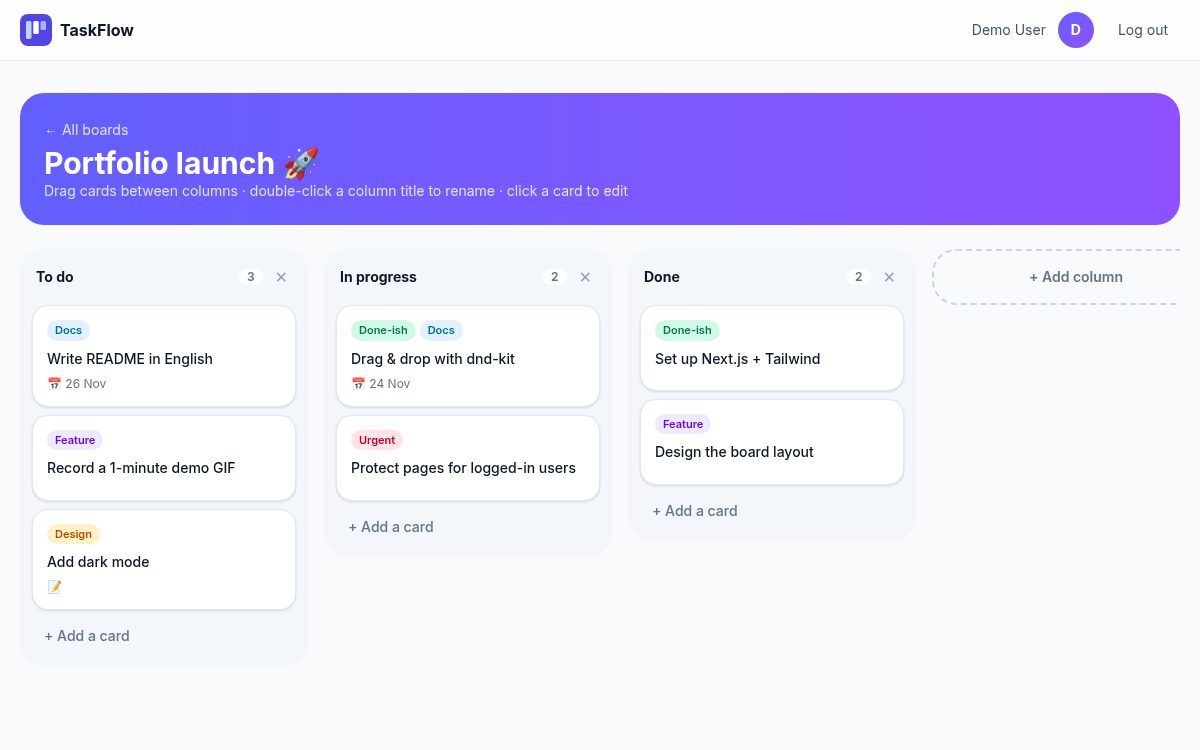 TaskFlow
Demo User
D
Log out
← All boards
Portfolio launch 🚀
Drag cards between columns · double-click a column title to rename · click a card to edit
To do
3
✕
Docs
Write README in English
📅 26 Nov
Feature
Record a 1-minute demo GIF
Design
Add dark mode
📝
+ Add a card
In progress
2
✕
Done-ish
Docs
Drag & drop with dnd-kit
📅 24 Nov
Urgent
Protect pages for logged-in users
+ Add a card
Done
2
✕
Done-ish
Set up Next.js + Tailwind
Feature
Design the board layout
+ Add a card
+ Add column